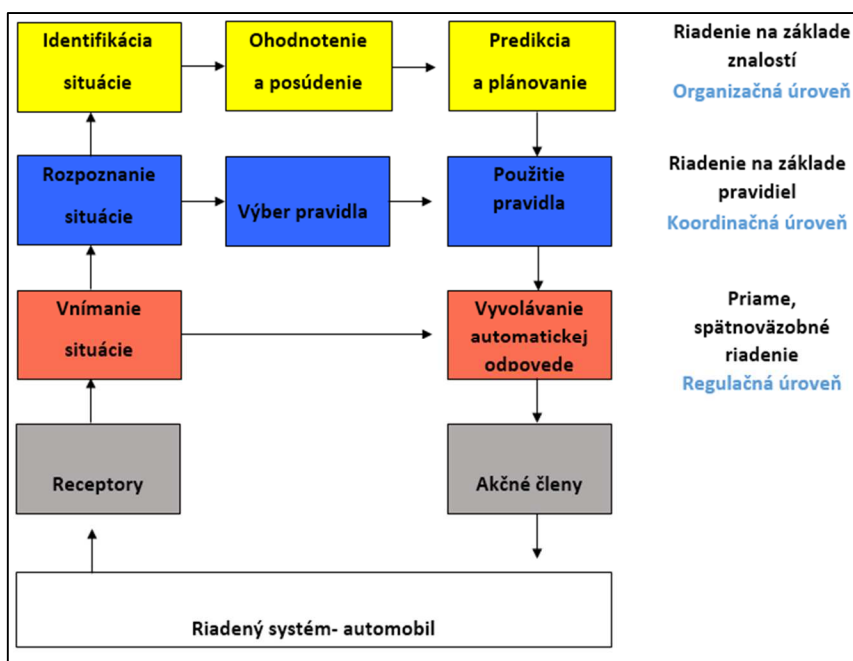 Identifikácia
situácie
Ohodnotenie
a posúdenie
Predikcia
a plánovanie
Riadenie na základe
znalostí
Organizačná úroveň
Rozpoznanie
situácie
Výber pravidla
Použitie
pravidla
Riadenie na základe
pravidiel
Koordinačná úroveň
Vnímanie
situácie
Vyvolávanie
automatickej
odpovede
Priame,
spätnoväzobné
riadenie
Regulačná úroveň
Receptory
Akčné členy
Riadený systém- automobil